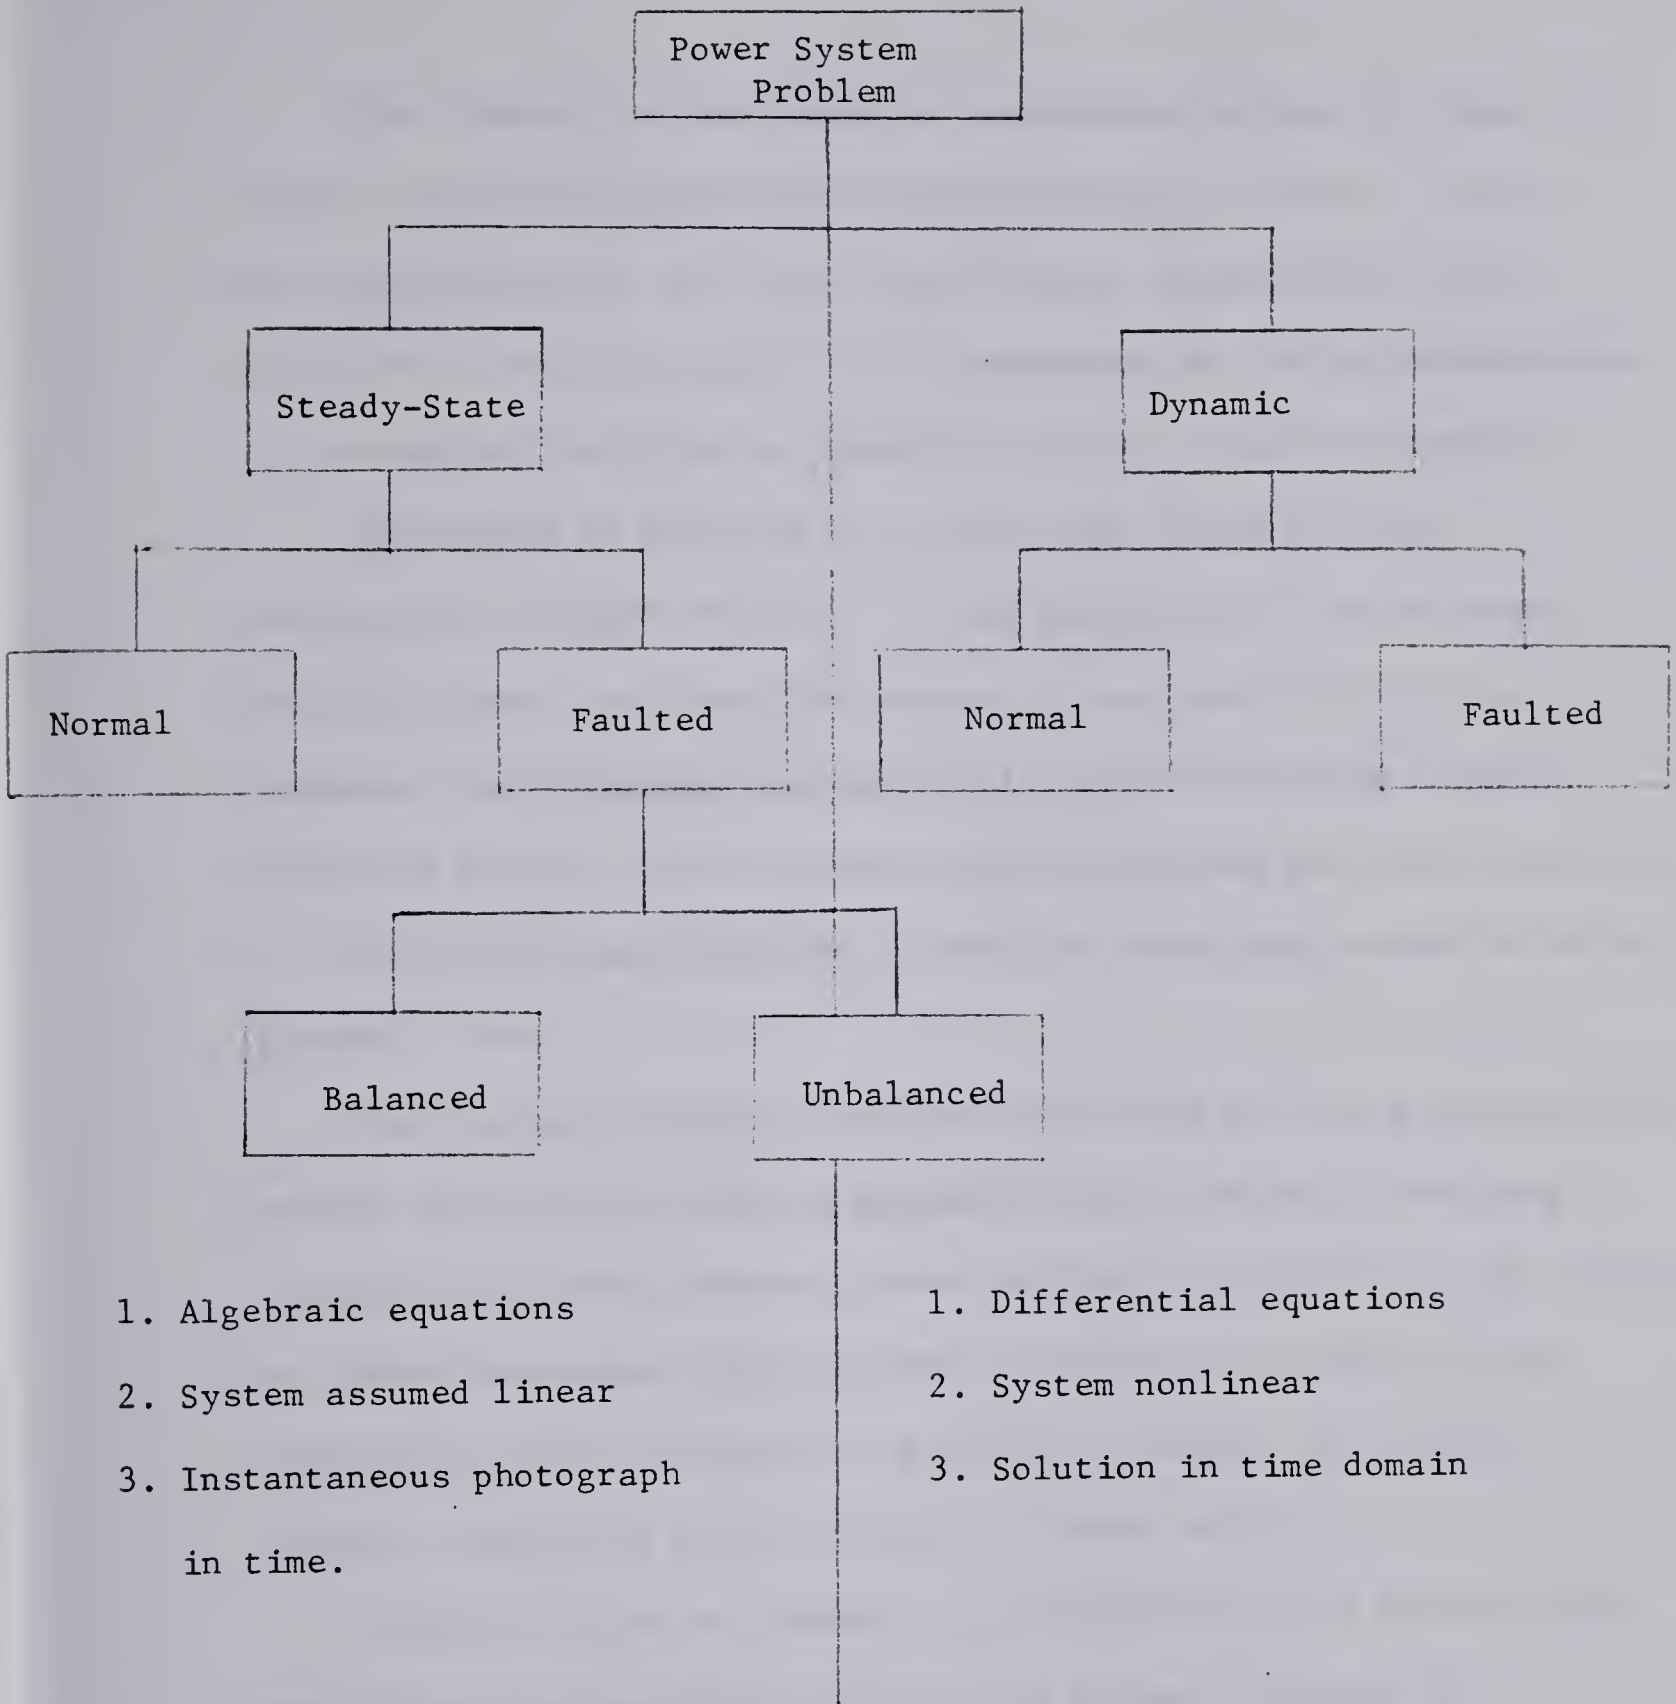 Power System
Problem
Steady-State
Dynamic
Normal
Faulted
Normal
Faulted
Balanced
Unbalanced
1. Algebraic equations
2. System assumed linear
3. Instantaneous photograph
in time.
1. Differential equations
2. System nonlinear
3. Solution in time domain